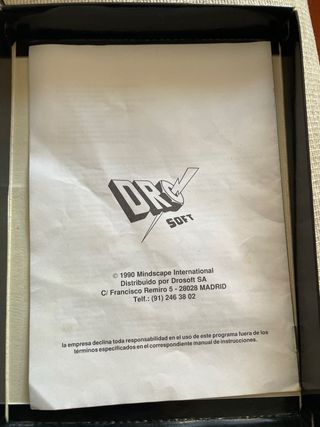 DRO
SOFT
© 1990 Mindscape International
Distribuido por Drosoft SA
C/ Francisco Remiro 5 - 28028 MADRID
Telf.: (91) 246 38 02
la empresa declina toda responsabilidad en el uso de este programa fuera de los
términos especificados en el correspondiente manual de instrucciones.